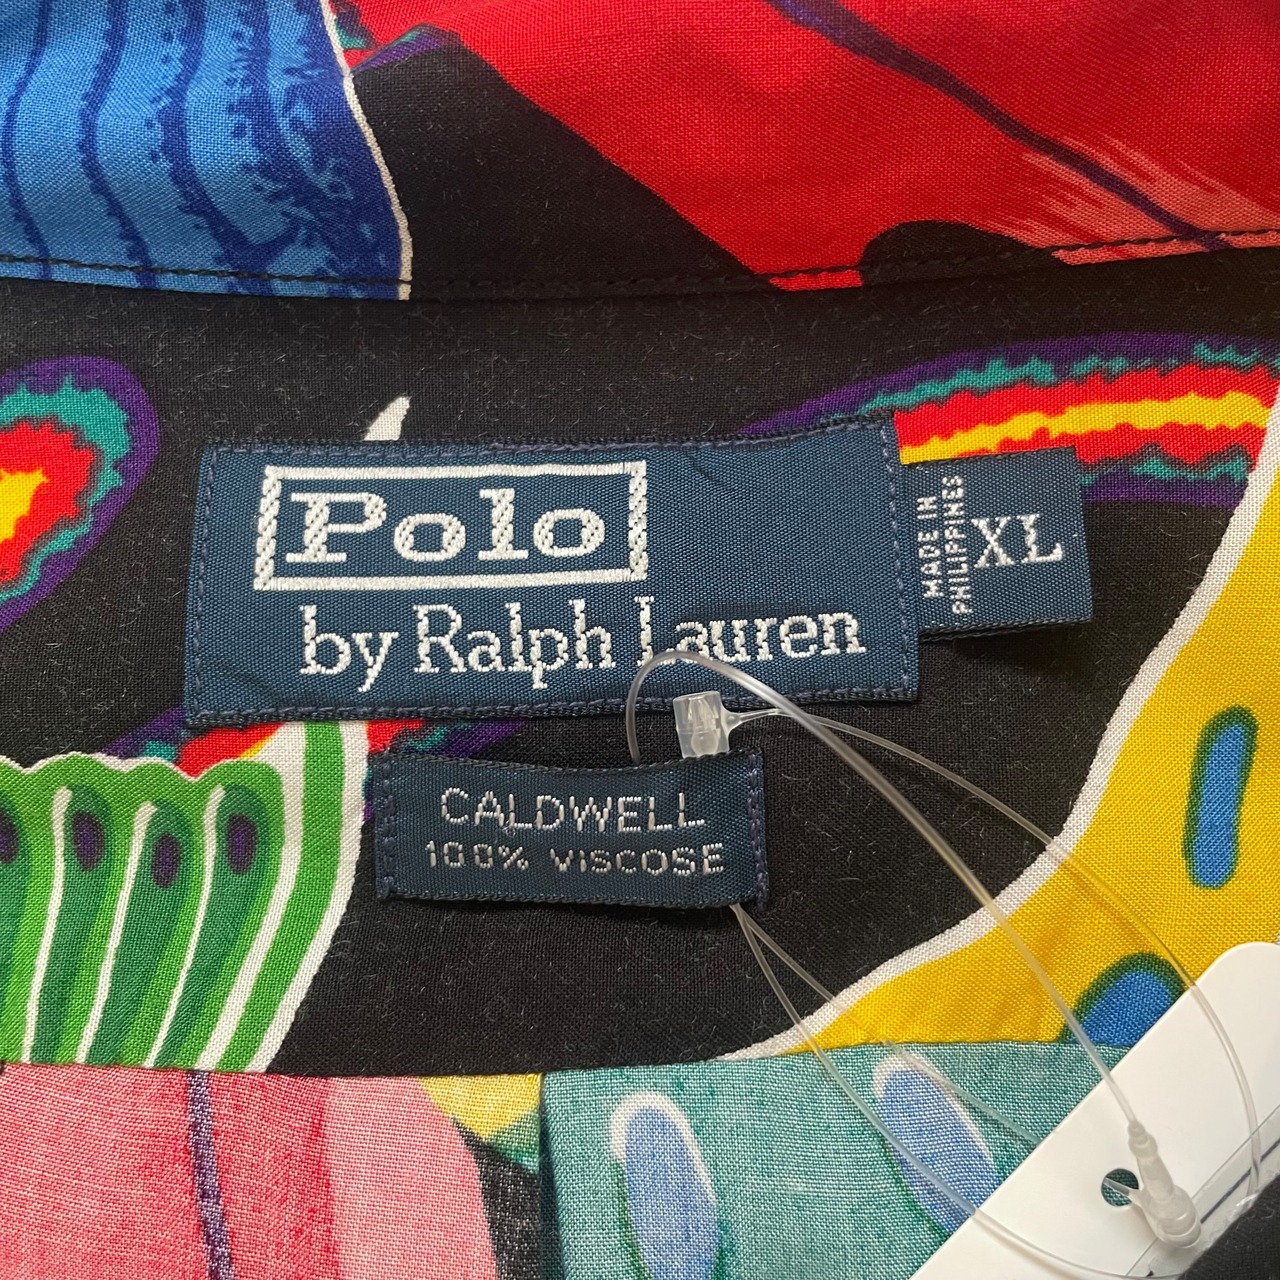 Polo
by Ralph Lauren
MADE IN
PHILIPPINES
XL
CALDWELL
100% VISCOSE